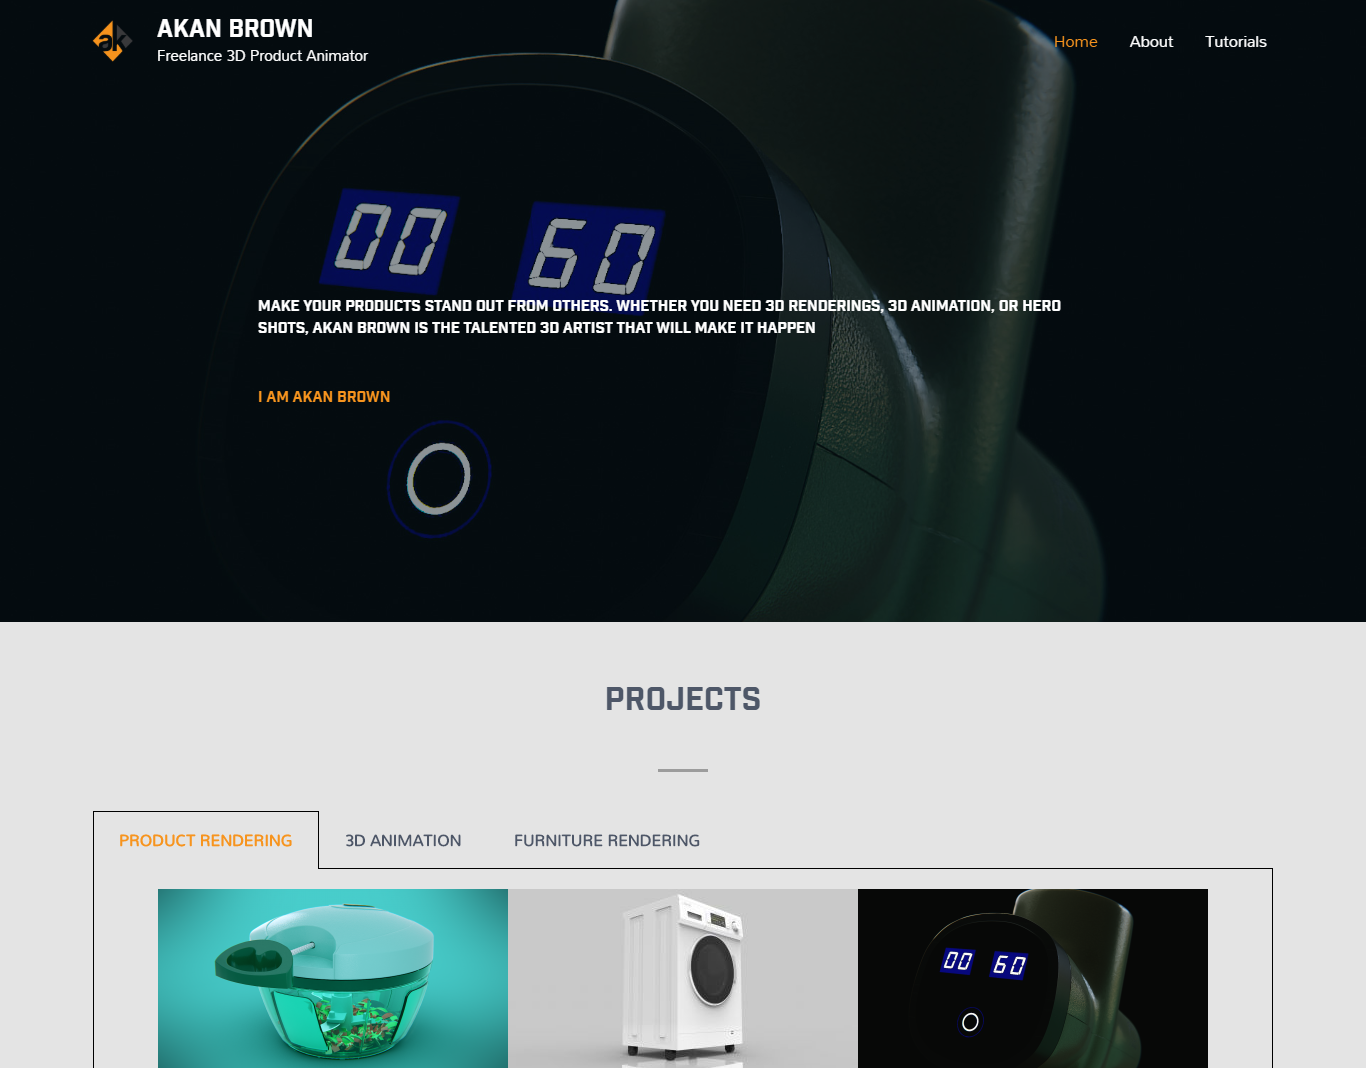 ak
AKAN BROWN
Freelance 3D Product Animator
Home
About
Tutorials
00
60
MAKE YOUR PRODUCTS STAND OUT FROM OTHERS. WHETHER YOU NEED 3D RENDERINGS, 3D ANIMATION, OR HERO
SHOTS, AKAN BROWN IS THE TALENTED 3D ARTIST THAT WILL MAKE IT HAPPEN
I AM AKAN BROWN
PROJECTS
PRODUCT RENDERING
3D ANIMATION
FURNITURE RENDERING
00
60